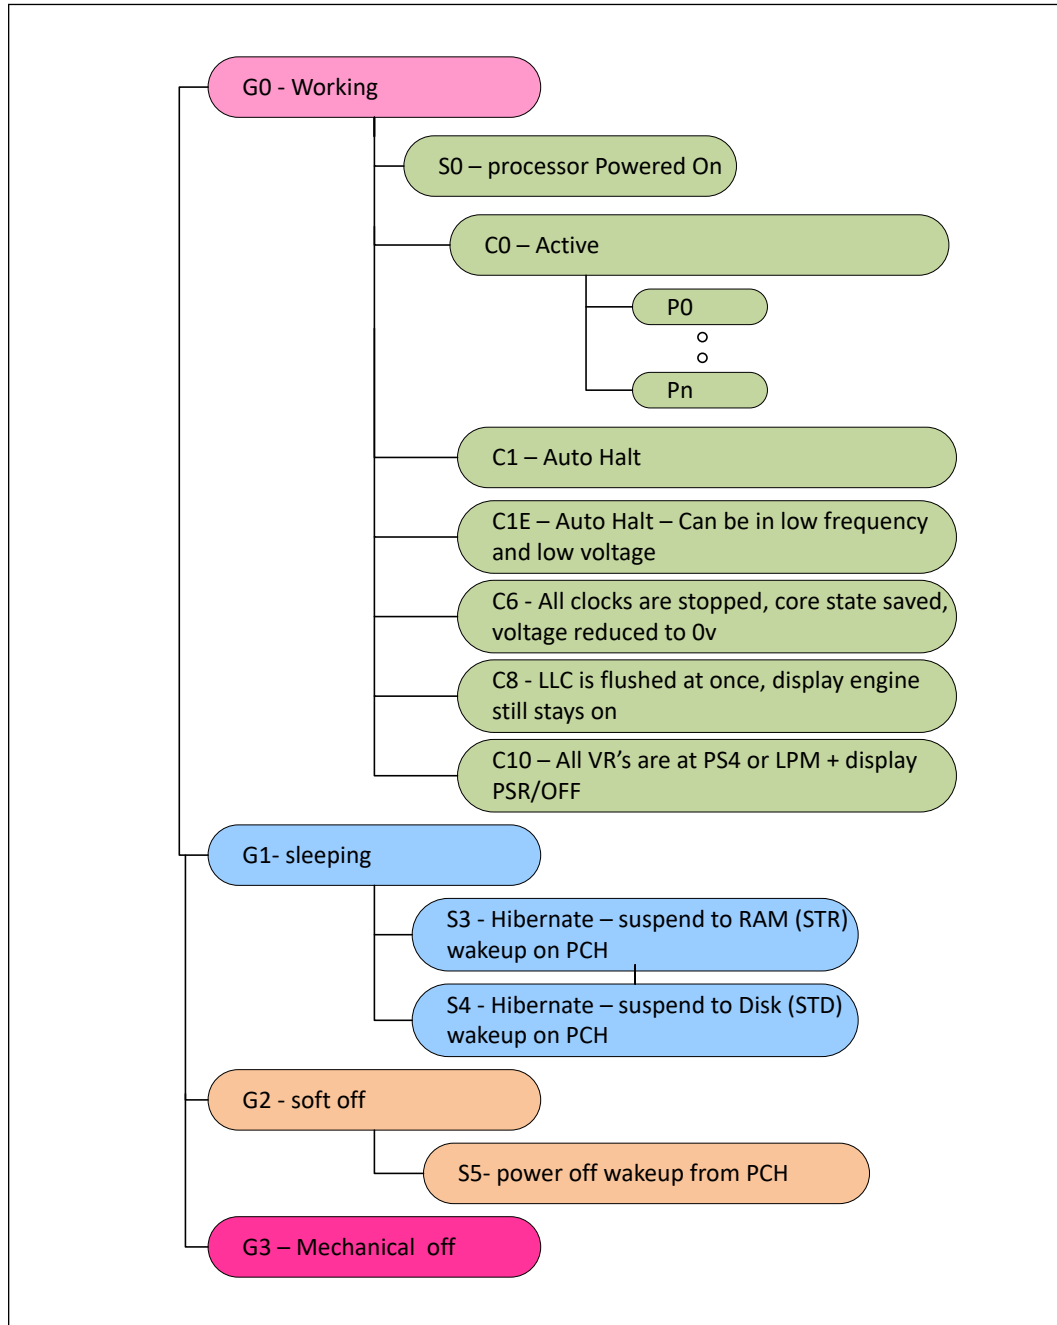 G0 - Working
S0 – processor Powered On
C0 – Active
P0
Pn
C1 – Auto Halt
C1E – Auto Halt – Can be in low frequency
and low voltage
C6 - All clocks are stopped, core state saved,
voltage reduced to 0v
C8 - LLC is flushed at once, display engine
still stays on
C10 – All VR’s are at PS4 or LPM + display
PSR/OFF
G1- sleeping
S3 - Hibernate – suspend to RAM (STR)
wakeup on PCH
S4 - Hibernate – suspend to Disk (STD)
wakeup on PCH
G2 - soft off
S5- power off wakeup from PCH
G3 – Mechanical  off